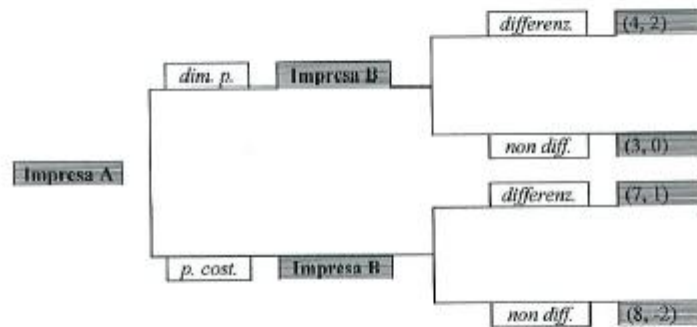 differenz. (4, 2)
dim. p. Impresa B
non diff. (3, 0)
Impresa A
differenz. (7, 1)
p. cost. Impresa B
non diff. (8, -2)